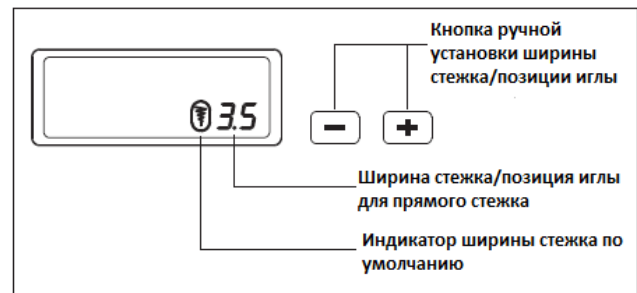 Кнопка ручной
установки ширины
стежка/позиции иглы
3.5
− +
Ширина стежка/позиция иглы
для прямого стежка
Индикатор ширины стежка по
умолчанию